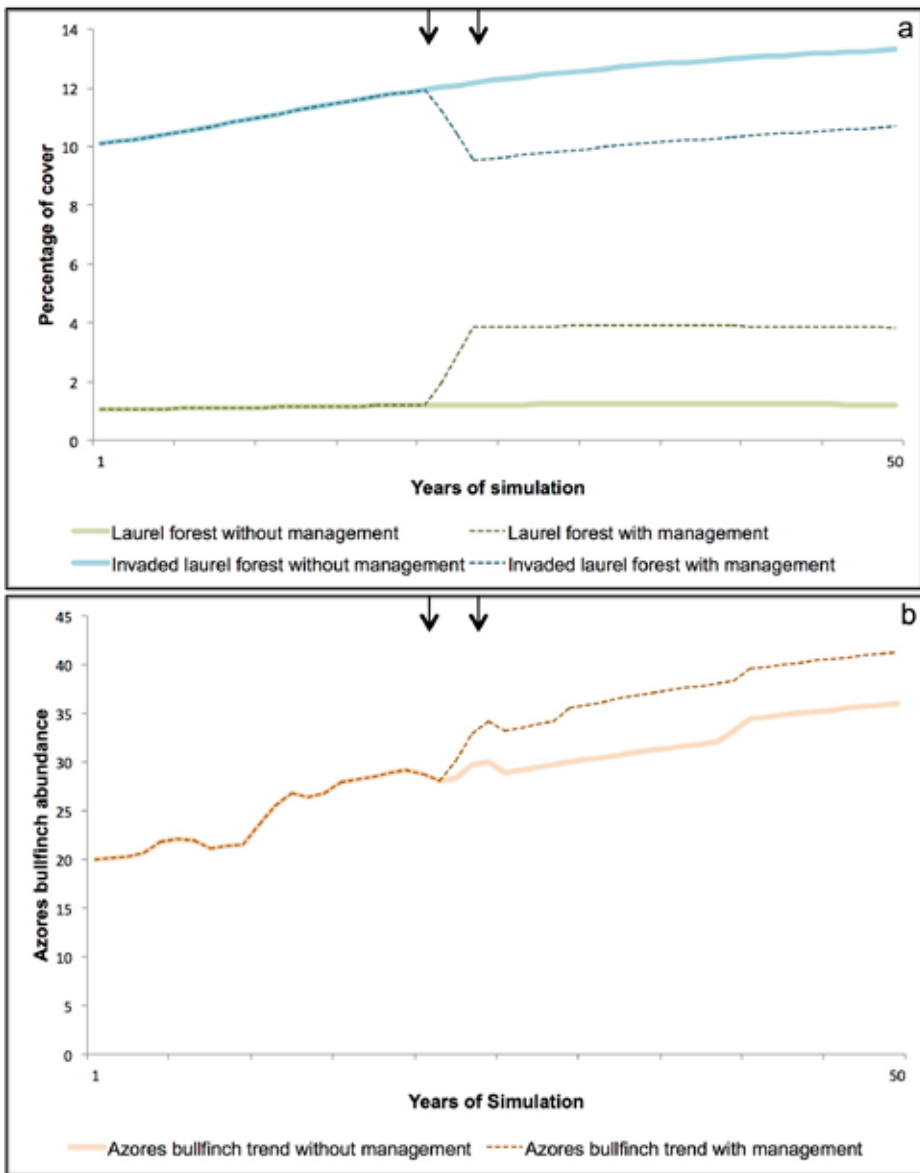 a
14
12
10
8
6
4
2
0
Percentage of cover
1
50
Years of simulation
Laurel forest without management
Laurel forest with management
Invaded laurel forest without management
Invaded laurel forest with management
b
45
40
35
30
25
20
15
10
5
0
Azores bullfinch abundance
1
50
Years of Simulation
Azores bullfinch trend without management
Azores bullfinch trend with management